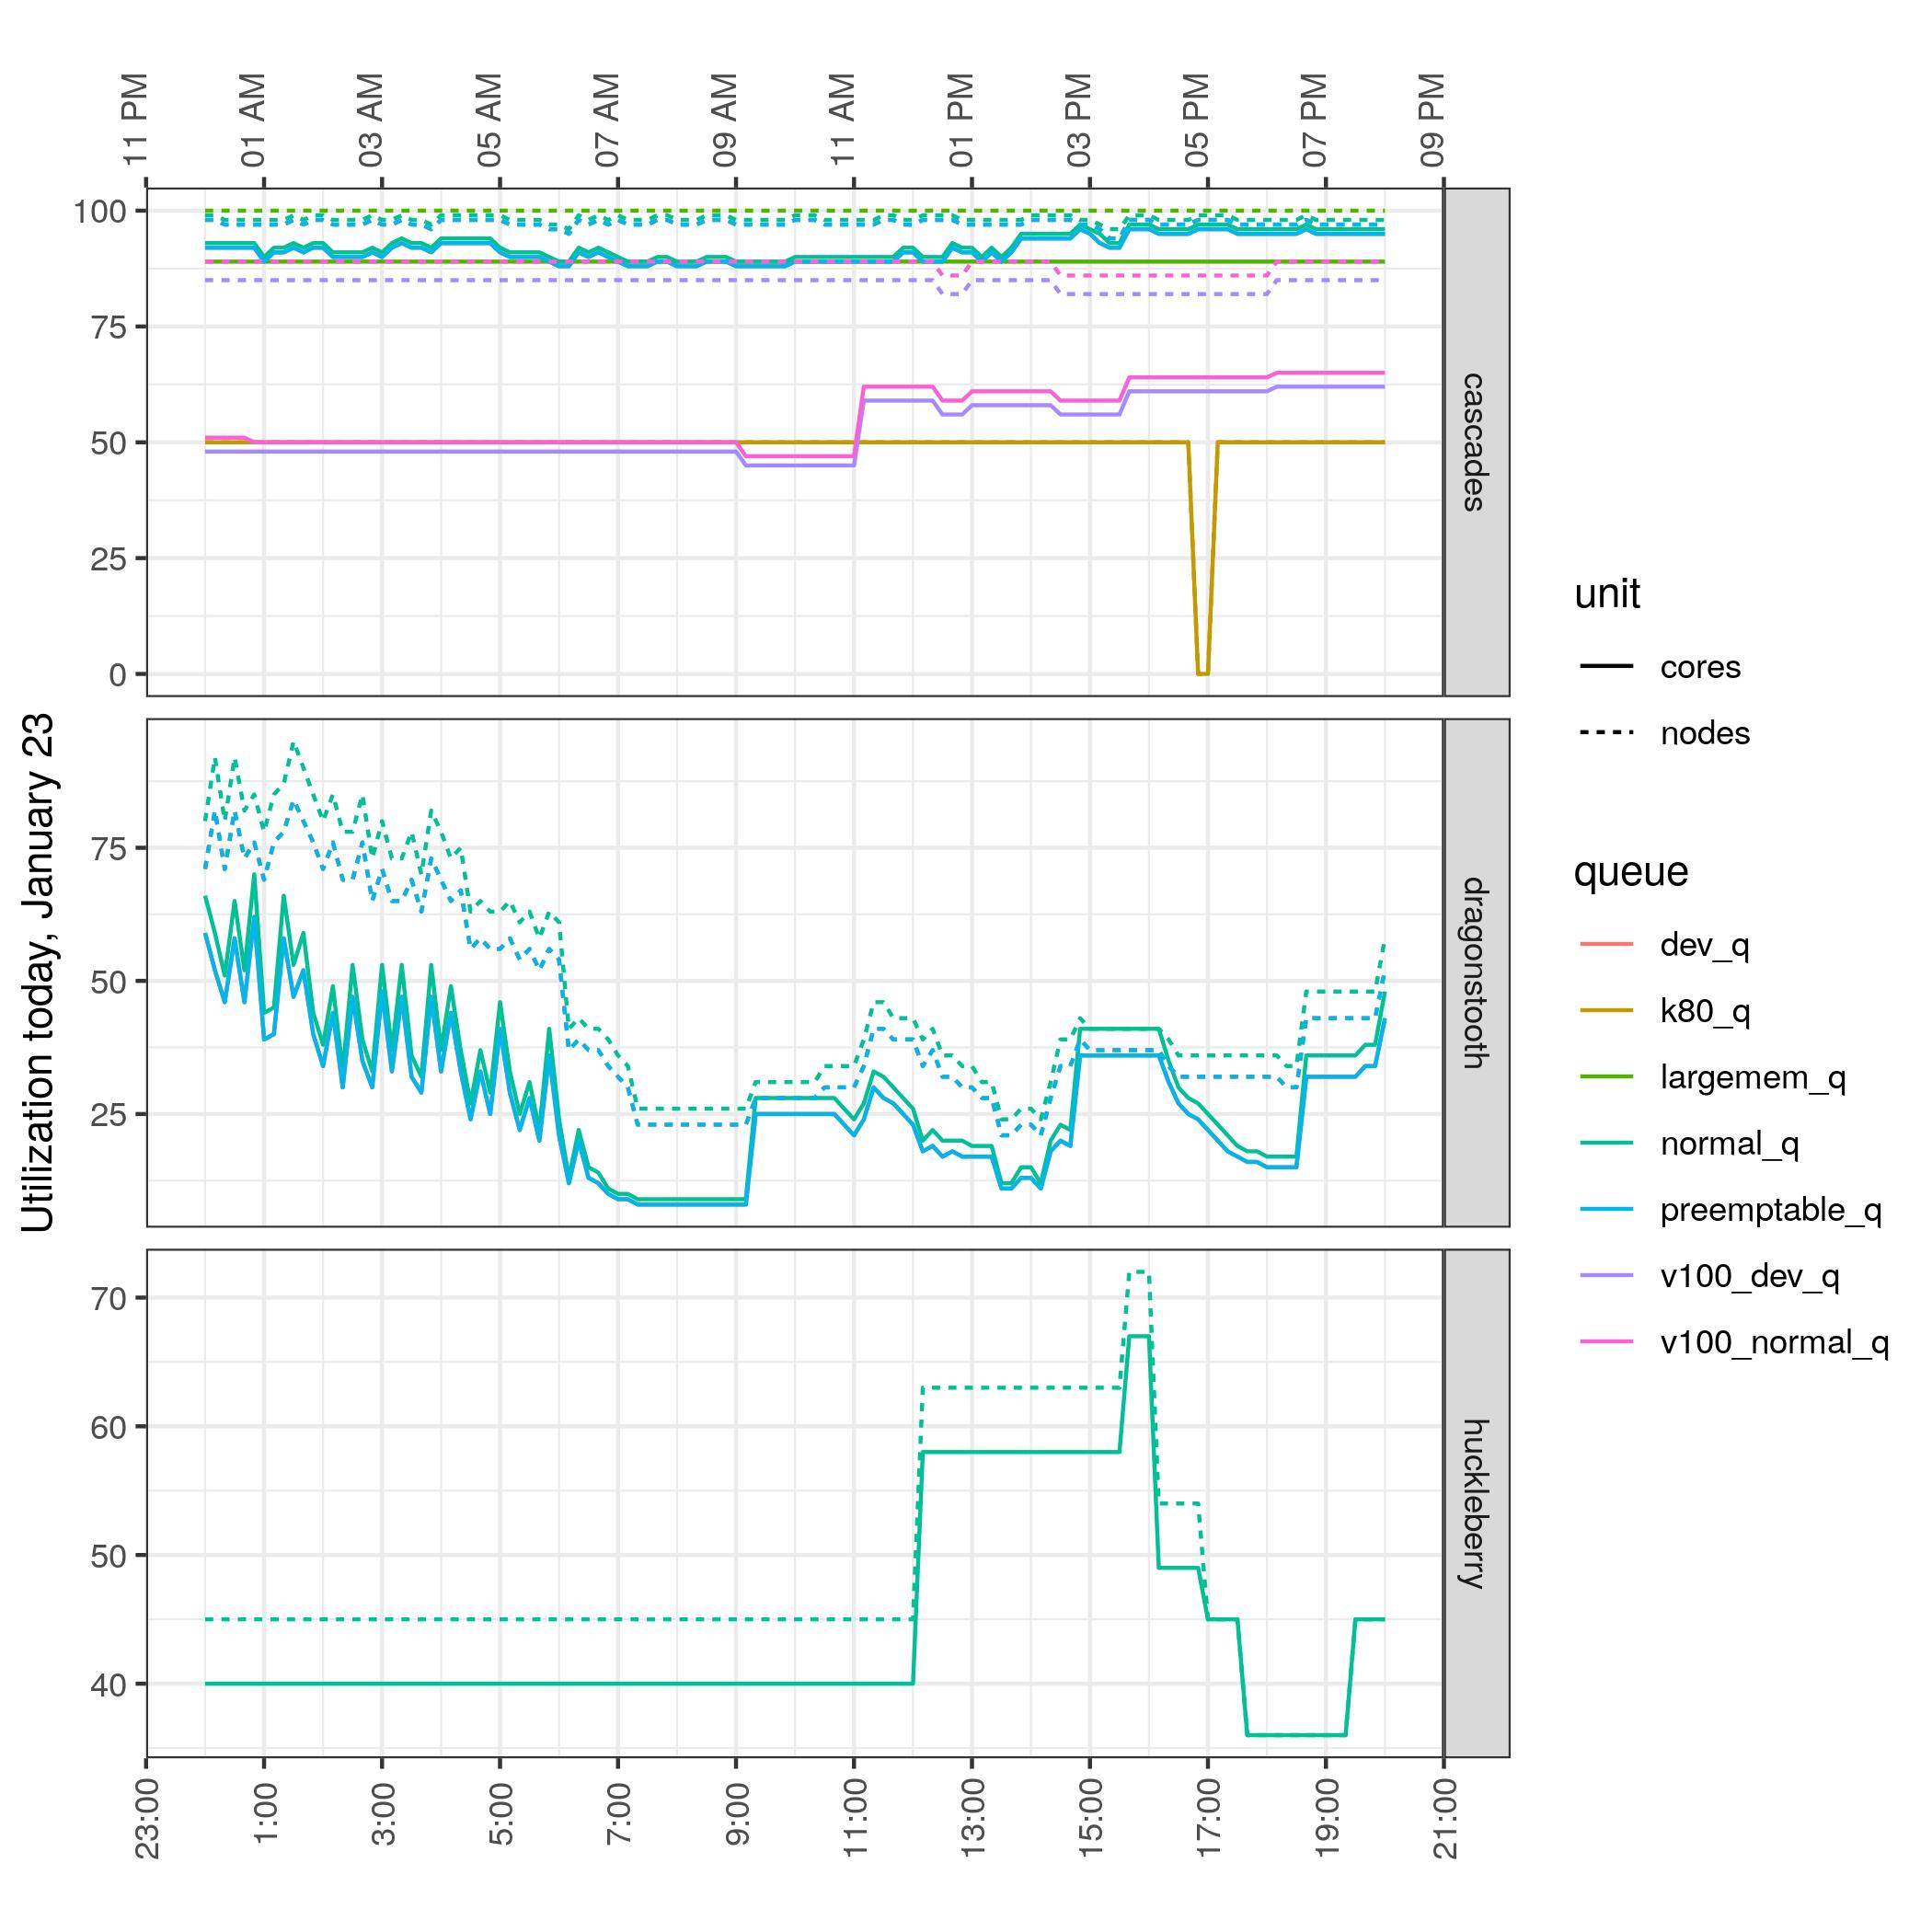 11 PM
01 AM
03 AM
05 AM
07 AM
09 AM
11 AM
01 PM
03 PM
05 PM
07 PM
09 PM
Utilization today, January 23
100
75
50
25
0
cascades
75
50
25
dragonstooth
70
60
50
40
huckleberry
23:00
1:00
3:00
5:00
7:00
9:00
11:00
13:00
15:00
17:00
19:00
21:00
unit
cores
nodes
queue
dev_q
k80_q
largemem_q
normal_q
preemptable_q
v100_dev_q
v100_normal_q